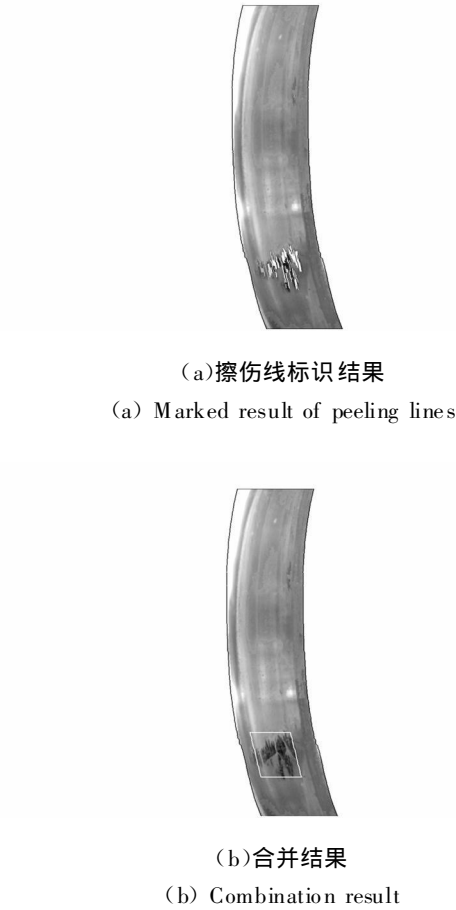 (a)擦伤线标识结果
(a) Marked result of peeling lines
(b)合并结果
(b) Combination result